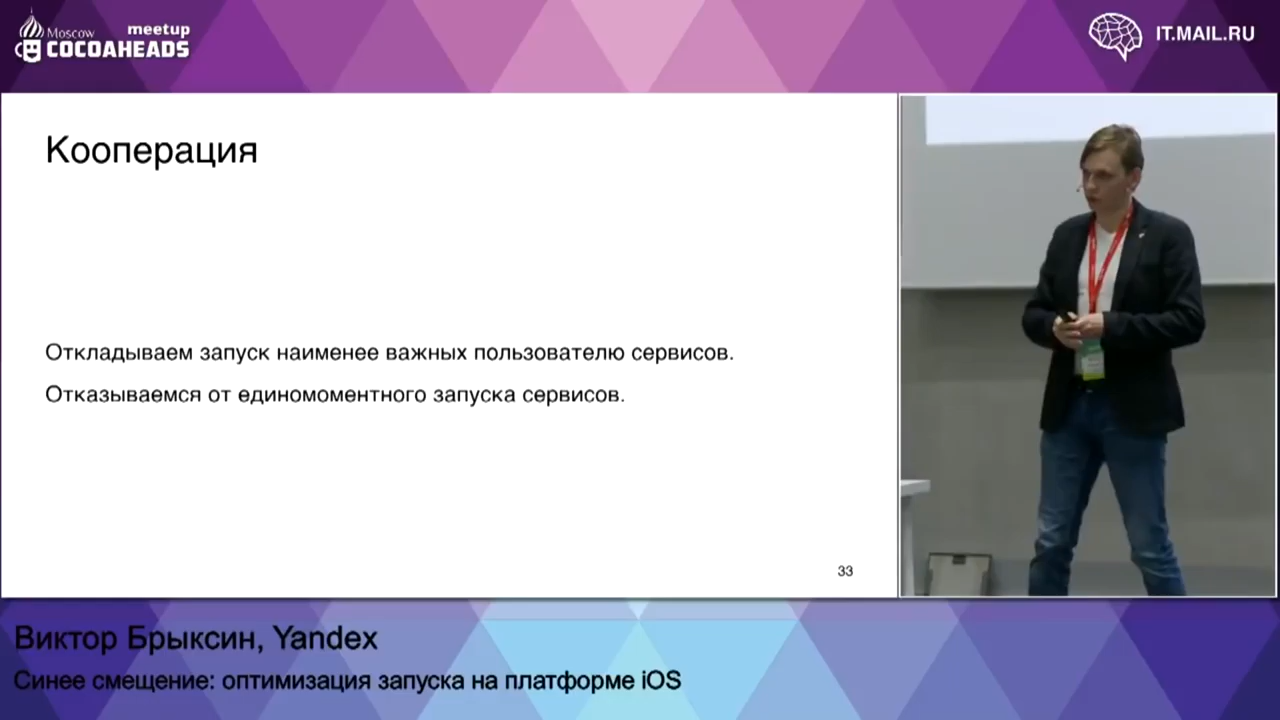 Moscow meetup
COCOAHEADS
IT.MAIL.RU
Кооперация
Откладываем запуск наименее важных пользователю сервисов.
Отказываемся от единомоментного запуска сервисов.
33
Виктор Брыксин, Yandex
Синее смещение: оптимизация запуска на платформе iOS